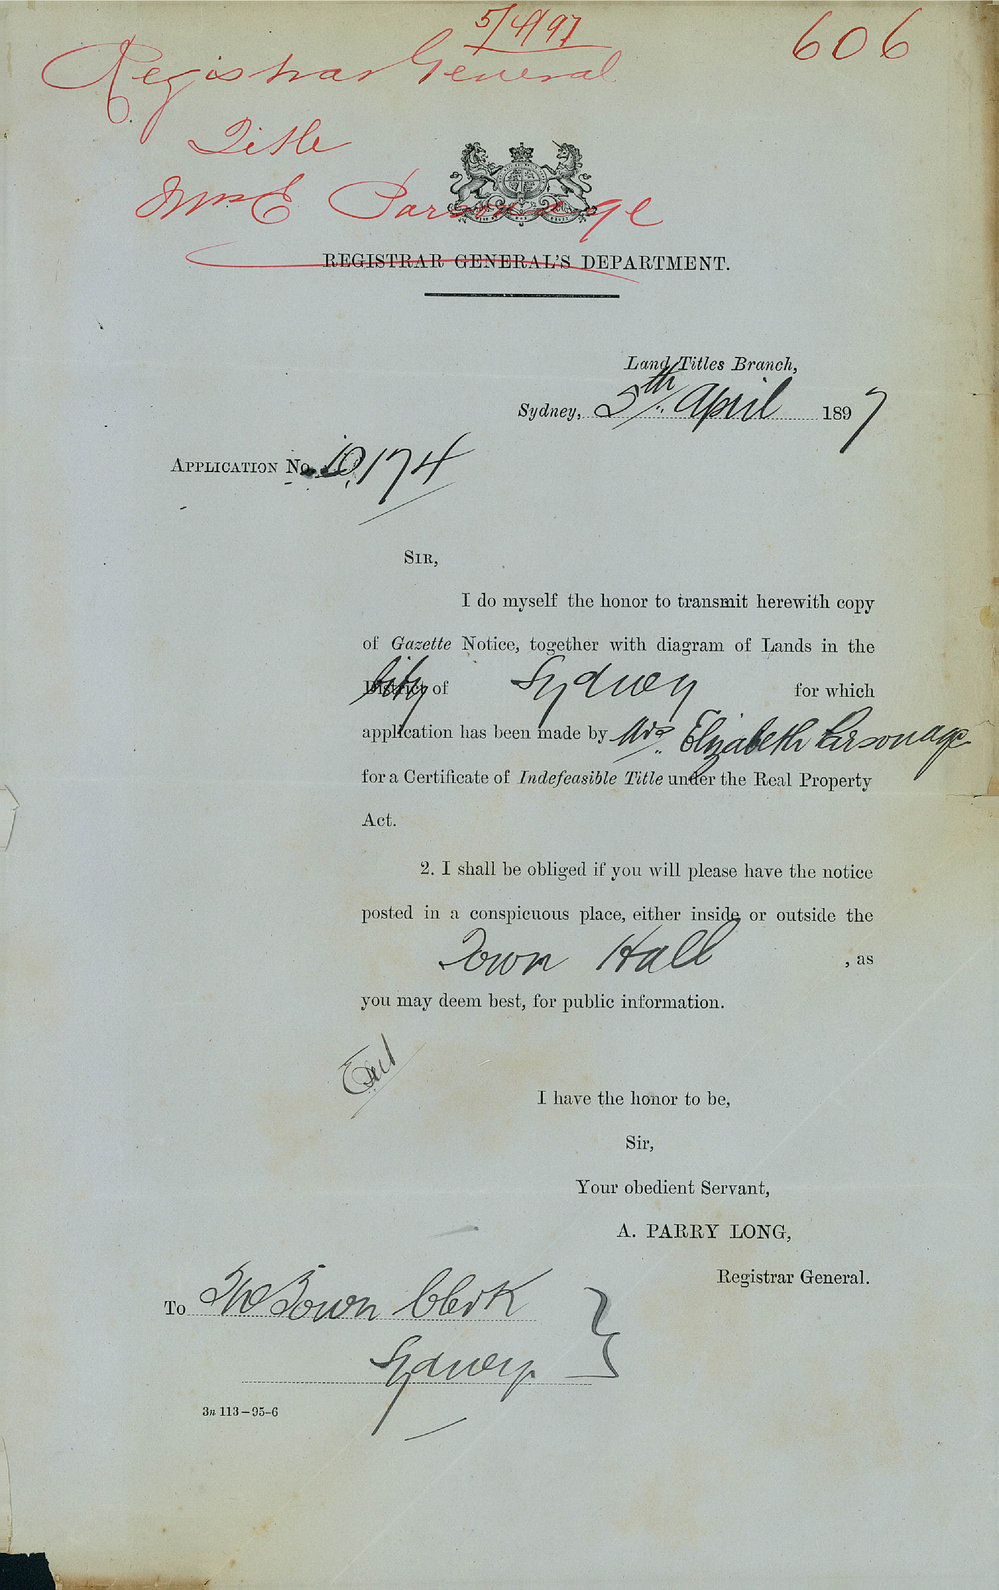 5/4/97
606
Registrar General
Title
Mrs E Parsonage
REGISTRAR GENERAL'S DEPARTMENT.
Land Titles Branch,
Sydney, 5th April 1897
APPLICATION No. 10,174
SIR,
I do myself the honor to transmit herewith copy
of Gazette Notice, together with diagram of Lands in the
District City of Sydney for which
application has been made by Mrs Elizabeth Parsonage
for a Certificate of Indefeasible Title under the Real Property
Act.
2. I shall be obliged if you will please have the notice
posted in a conspicuous place, either inside or outside the
Town Hall , as
you may deem best, for public information.
I have the honor to be,
Sir,
Your obedient Servant,
A. PARRY LONG,
Registrar General.
To The Town Clerk
Sydney.
3n 113—95-6